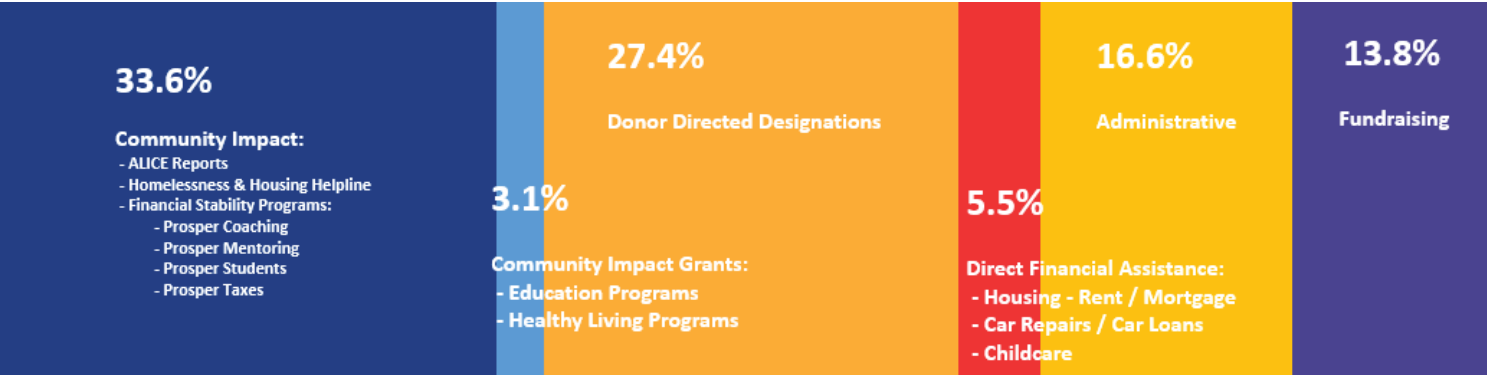 33.6%
Community Impact:
- ALICE Reports
- Homelessness & Housing Helpline
- Financial Stability Programs:
- Prosper Coaching
- Prosper Mentoring
- Prosper Students
- Prosper Taxes
3.1%
Community Impact Grants:
- Education Programs
- Healthy Living Programs
27.4%
Donor Directed Designations
5.5%
Direct Financial Assistance:
- Housing - Rent / Mortgage
- Car Repairs / Car Loans
- Childcare
16.6%
Administrative
13.8%
Fundraising